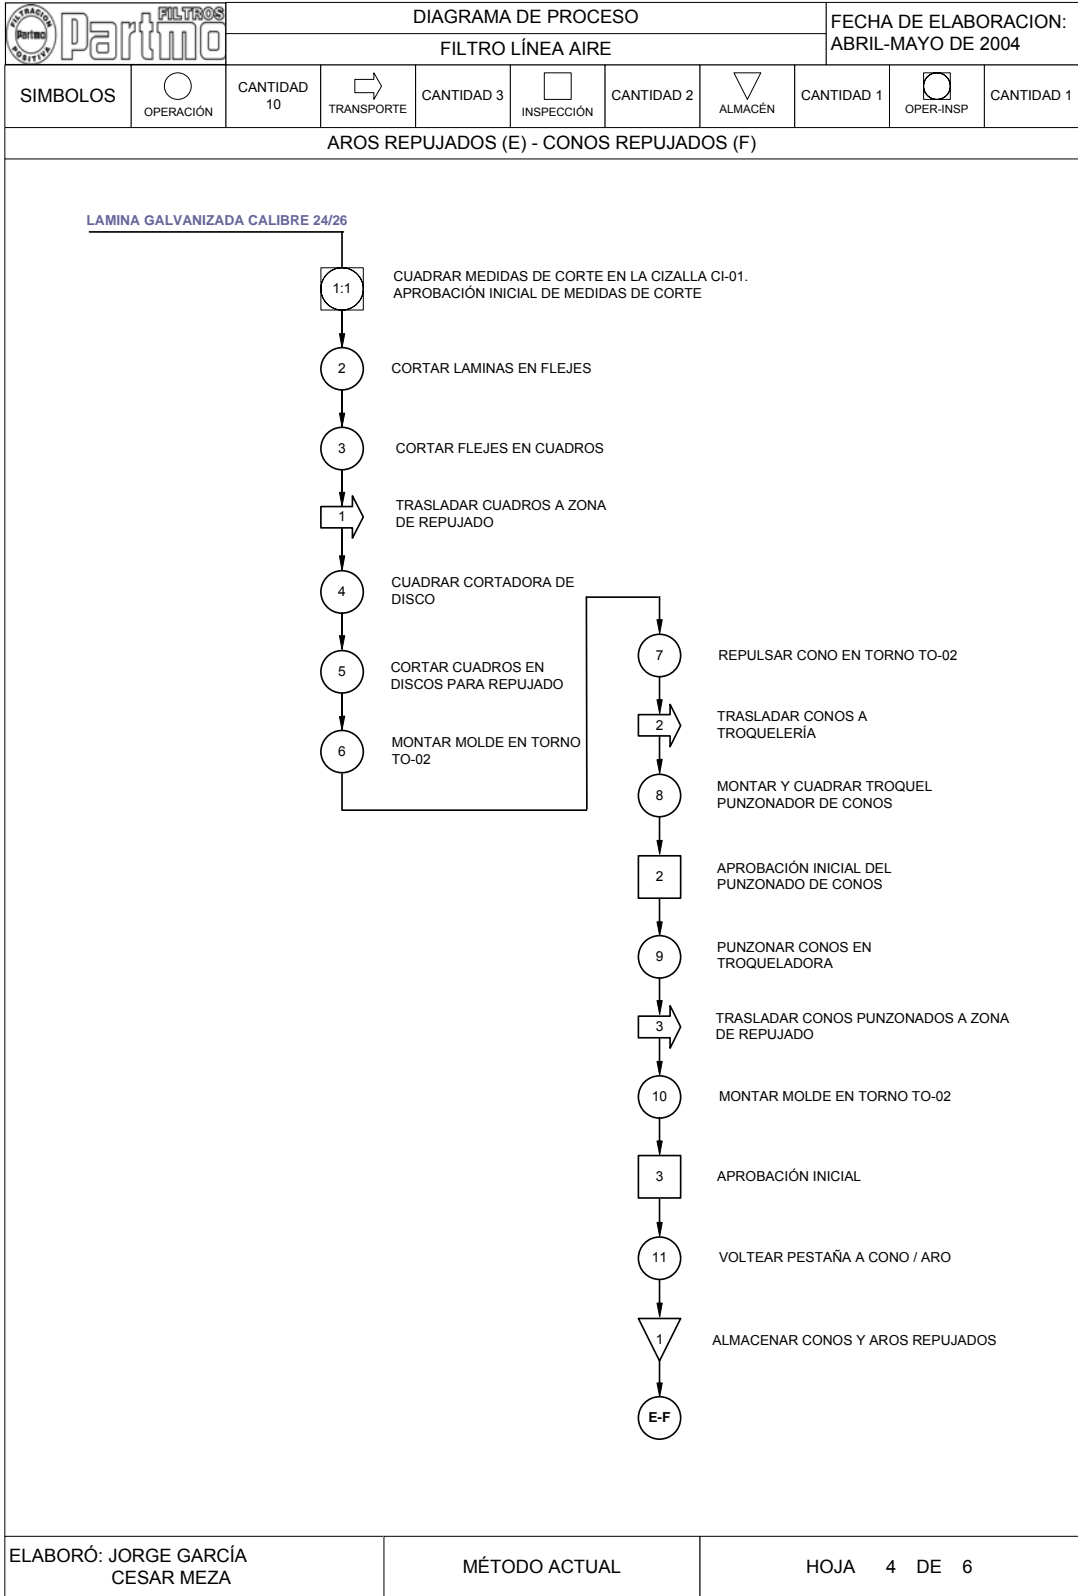 FILTRACION
Partmo
POSITIVA
FILTROS
Partmo
DIAGRAMA DE PROCESO
FILTRO LÍNEA AIRE
FECHA DE ELABORACION:
ABRIL-MAYO DE 2004
SIMBOLOS
OPERACIÓN
CANTIDAD
10
TRANSPORTE
CANTIDAD 3
INSPECCIÓN
CANTIDAD 2
ALMACÉN
CANTIDAD 1
OPER-INSP
CANTIDAD 1
AROS REPUJADOS (E) - CONOS REPUJADOS (F)
LAMINA GALVANIZADA CALIBRE 24/26
1:1
CUADRAR MEDIDAS DE CORTE EN LA CIZALLA CI-01.
APROBACIÓN INICIAL DE MEDIDAS DE CORTE
2
CORTAR LAMINAS EN FLEJES
3
CORTAR FLEJES EN CUADROS
1
TRASLADAR CUADROS A ZONA
DE REPUJADO
4
CUADRAR CORTADORA DE
DISCO
5
CORTAR CUADROS EN
DISCOS PARA REPUJADO
6
MONTAR MOLDE EN TORNO
TO-02
7
REPULSAR CONO EN TORNO TO-02
2
TRASLADAR CONOS A
TROQUELERÍA
8
MONTAR Y CUADRAR TROQUEL
PUNZONADOR DE CONOS
2
APROBACIÓN INICIAL DEL
PUNZONADO DE CONOS
9
PUNZONAR CONOS EN
TROQUELADORA
3
TRASLADAR CONOS PUNZONADOS A ZONA
DE REPUJADO
10
MONTAR MOLDE EN TORNO TO-02
3
APROBACIÓN INICIAL
11
VOLTEAR PESTAÑA A CONO / ARO
1
ALMACENAR CONOS Y AROS REPUJADOS
E-F
ELABORÓ: JORGE GARCÍA
CESAR MEZA
MÉTODO ACTUAL
HOJA 4 DE 6